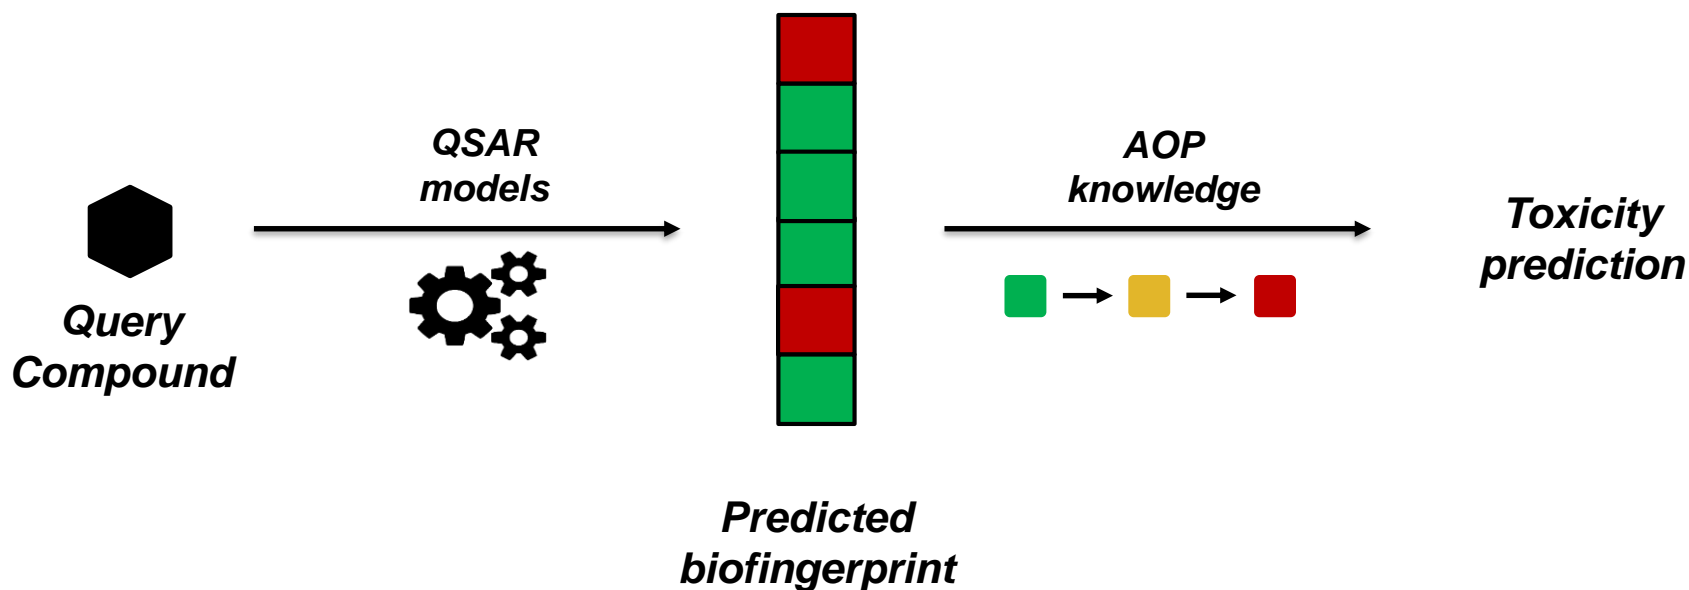 Query
Compound
QSAR
models
Predicted
biofingerprint
AOP
knowledge
Toxicity
prediction